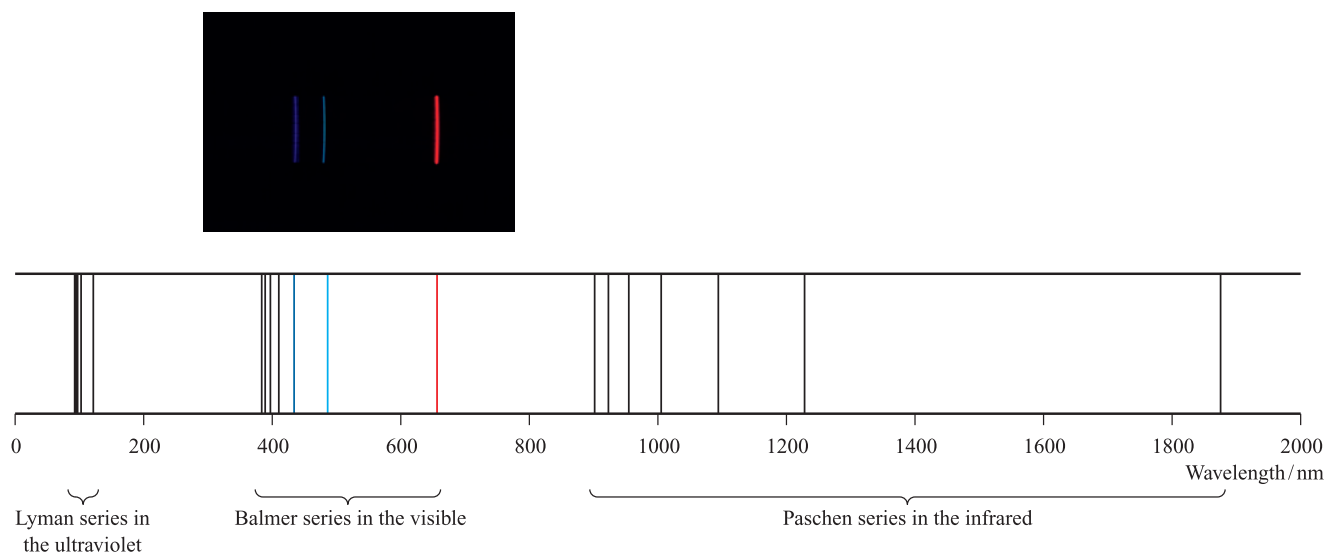 0 200 400 600 800 1000 1200 1400 1600 1800 2000
Wavelength / nm
Lyman series in
the ultraviolet
Balmer series in the visible
Paschen series in the infrared